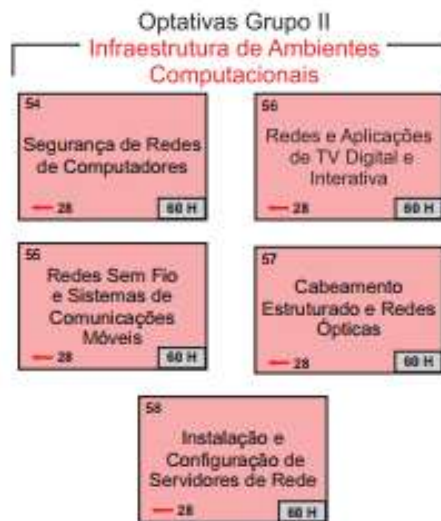 Optativas Grupo II
Infraestrutura de Ambientes
Computacionais
54
Segurança de Redes
de Computadores
28
60 H
56
Redes e Aplicações
de TV Digital e
Interativa
28
60 H
55
Redes Sem Fio
e Sistemas de
Comunicações
Móveis
28
60 H
57
Cabeamento
Estruturado e Redes
Ópticas
28
60 H
58
Instalação e
Configuração de
Servidores de Rede
28
60 H